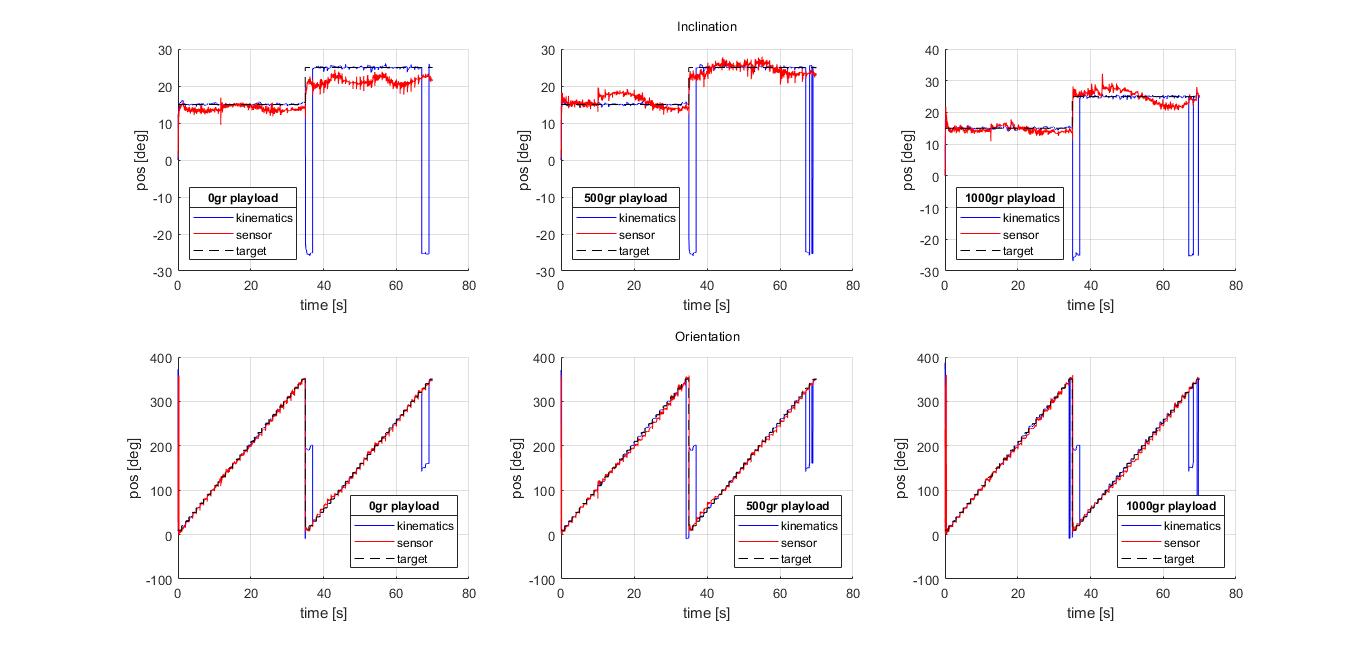 Inclination
30
20
10
0
-10
-20
-30
pos [deg]
0gr playload
kinematics
sensor
target
0
20
40
60
80
time [s]
30
20
10
0
-10
-20
-30
pos [deg]
500gr playload
kinematics
sensor
target
0
20
40
60
80
time [s]
40
30
20
10
0
-10
-20
-30
pos [deg]
1000gr playload
kinematics
sensor
target
0
20
40
60
80
time [s]
Orientation
400
300
200
100
0
-100
pos [deg]
0gr playload
kinematics
sensor
target
0
20
40
60
80
time [s]
400
300
200
100
0
-100
pos [deg]
500gr playload
kinematics
sensor
target
0
20
40
60
80
time [s]
400
300
200
100
0
-100
pos [deg]
1000gr playload
kinematics
sensor
target
0
20
40
60
80
time [s]